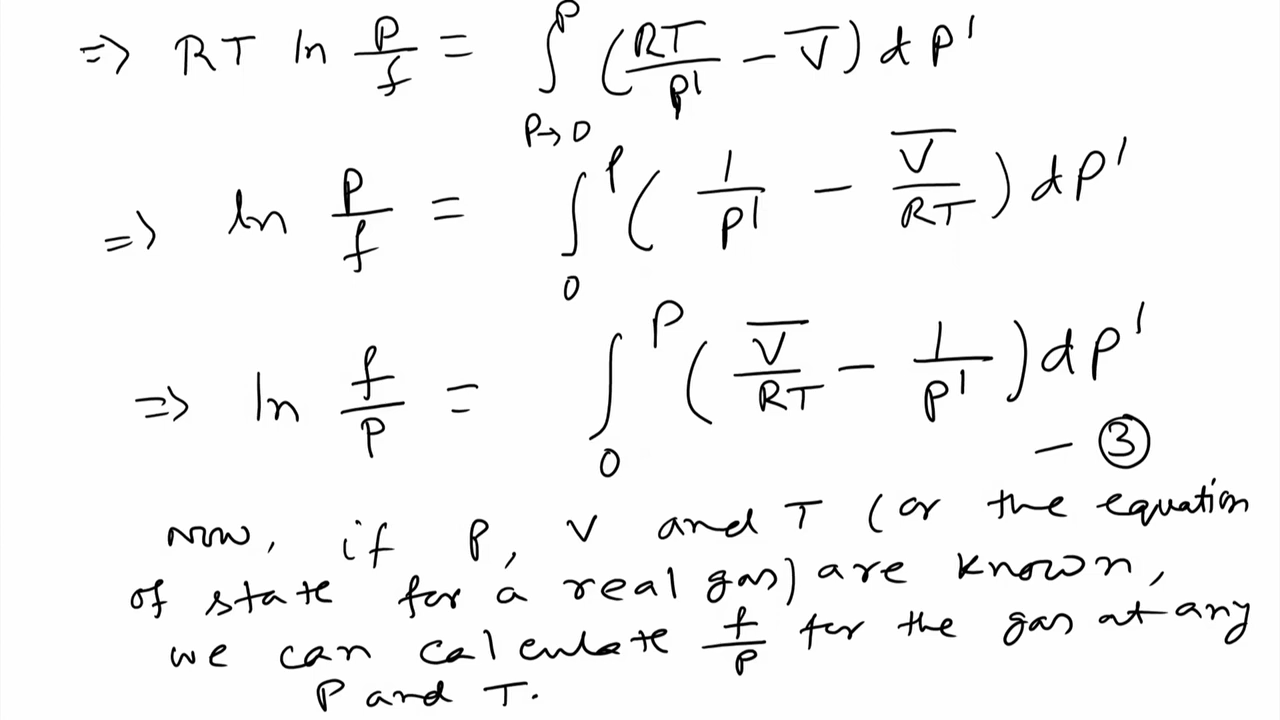 => RT ln P/f = ∫_{P→0}^{P} (RT/P' − V̅) dP'
=> ln P/f = ∫_0^P (1/P' − V̅/RT) dP'
=> ln f/P = ∫_0^P (V̅/RT − 1/P') dP'
— ③
Now, if P, V and T (or the equation
of state for a real gas) are known,
we can calculate f/P for the gas at any
P and T.